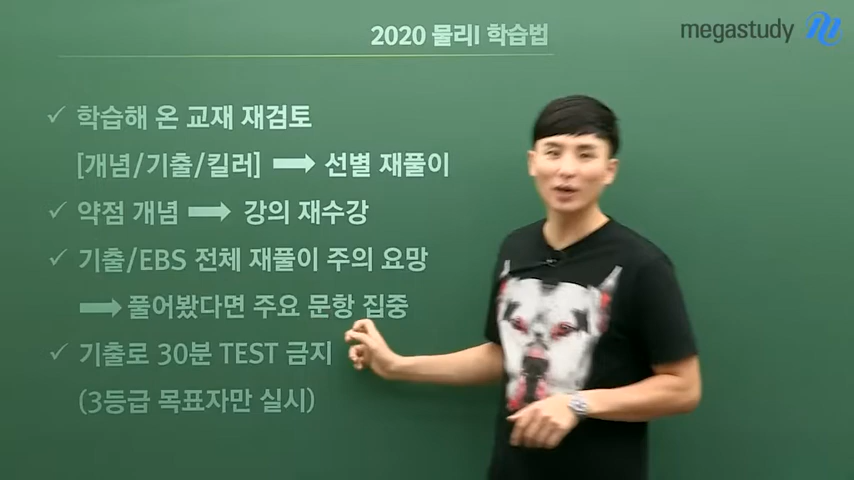 2020 물리I 학습법
megastudy
✓ 학습해 온 교재 재검토
[개념/기출/킬러] ➡ 선별 재풀이
✓ 약점 개념 ➡ 강의 재수강
✓ 기출/EBS 전체 재풀이 주의 요망
➡ 풀어봤다면 주요 문항 집중
✓ 기출로 30분 TEST 금지
(3등급 목표자만 실시)